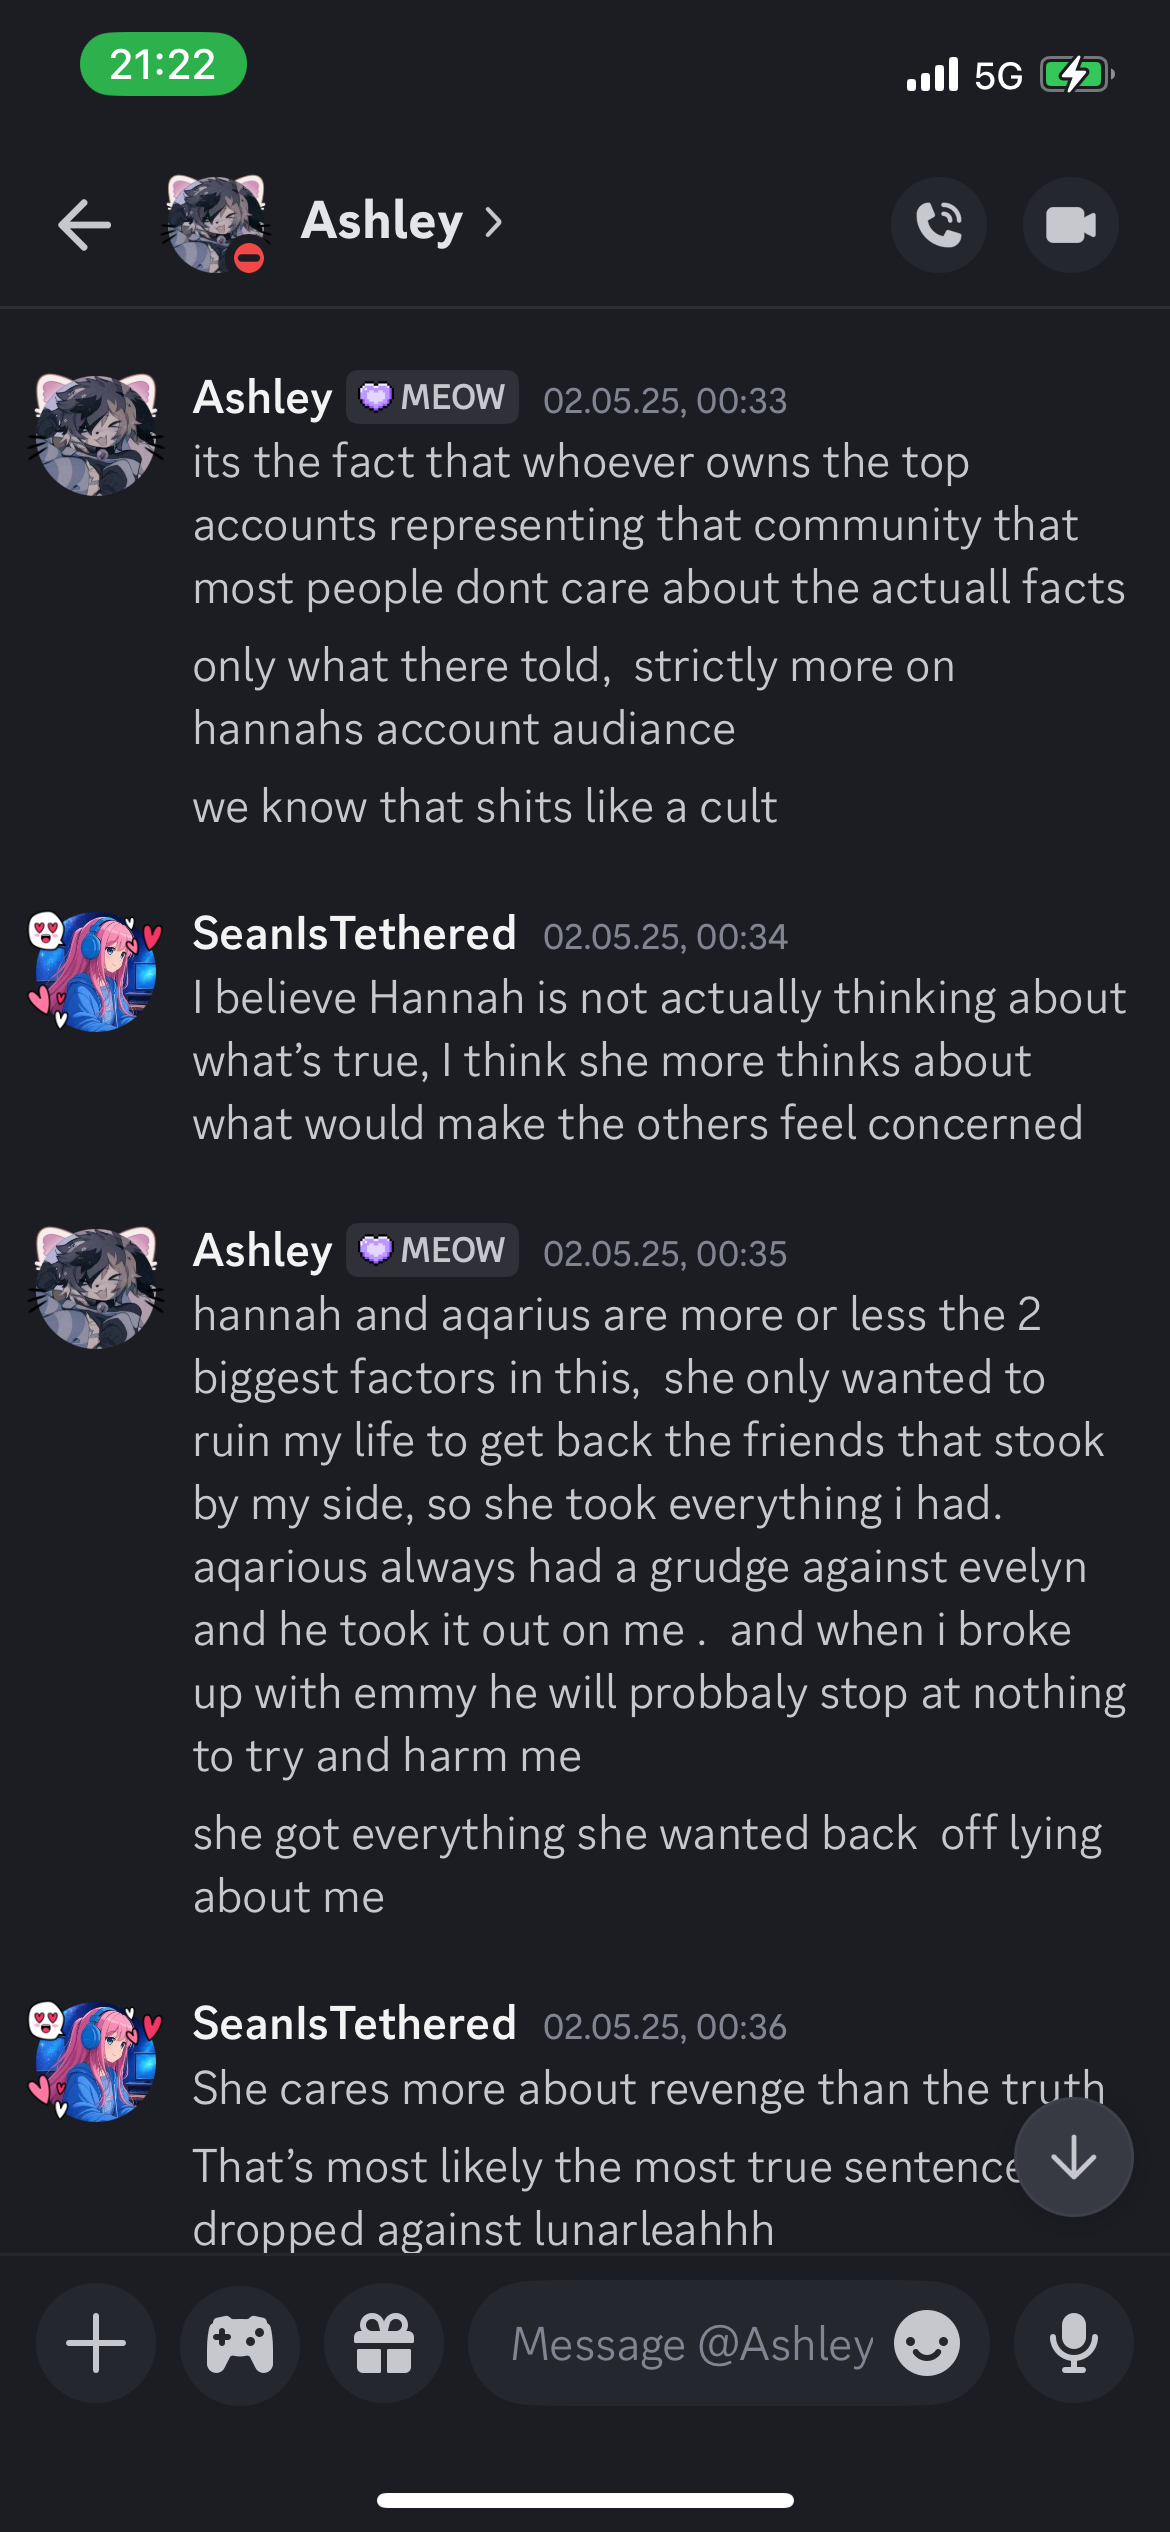 21:22
5G
Ashley
Ashley MEOW 02.05.25, 00:33
its the fact that whoever owns the top
accounts representing that community that
most people dont care about the actuall facts
only what there told,  strictly more on
hannahs account audiance
we know that shits like a cult
SeanIsTethered 02.05.25, 00:34
I believe Hannah is not actually thinking about
what’s true, I think she more thinks about
what would make the others feel concerned
Ashley MEOW 02.05.25, 00:35
hannah and aqarius are more or less the 2
biggest factors in this,  she only wanted to
ruin my life to get back the friends that stook
by my side, so she took everything i had.
aqarious always had a grudge against evelyn
and he took it out on me .  and when i broke
up with emmy he will probbaly stop at nothing
to try and harm me
she got everything she wanted back  off lying
about me
SeanIsTethered 02.05.25, 00:36
She cares more about revenge than the truth
That’s most likely the most true sentence
dropped against lunarleahhh
Message @Ashley